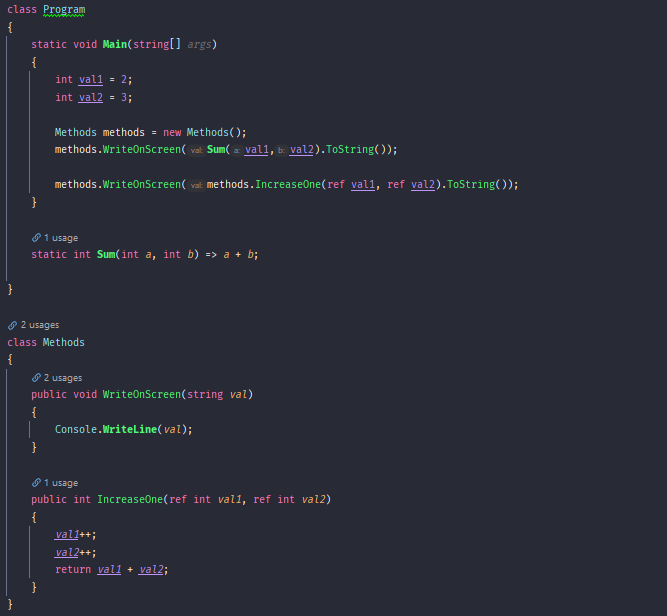 class Program
{
static void Main(string[] args)
{
int val1 = 2;
int val2 = 3;
Methods methods = new Methods();
methods.WriteOnScreen( val: Sum( a: val1, b: val2).ToString());
methods.WriteOnScreen( val: methods.IncreaseOne(ref val1, ref val2).ToString());
}
1 usage
static int Sum(int a, int b) => a + b;
}
2 usages
class Methods
{
2 usages
public void WriteOnScreen(string val)
{
Console.WriteLine(val);
}
1 usage
public int IncreaseOne(ref int val1, ref int val2)
{
val1++;
val2++;
return val1 + val2;
}
}